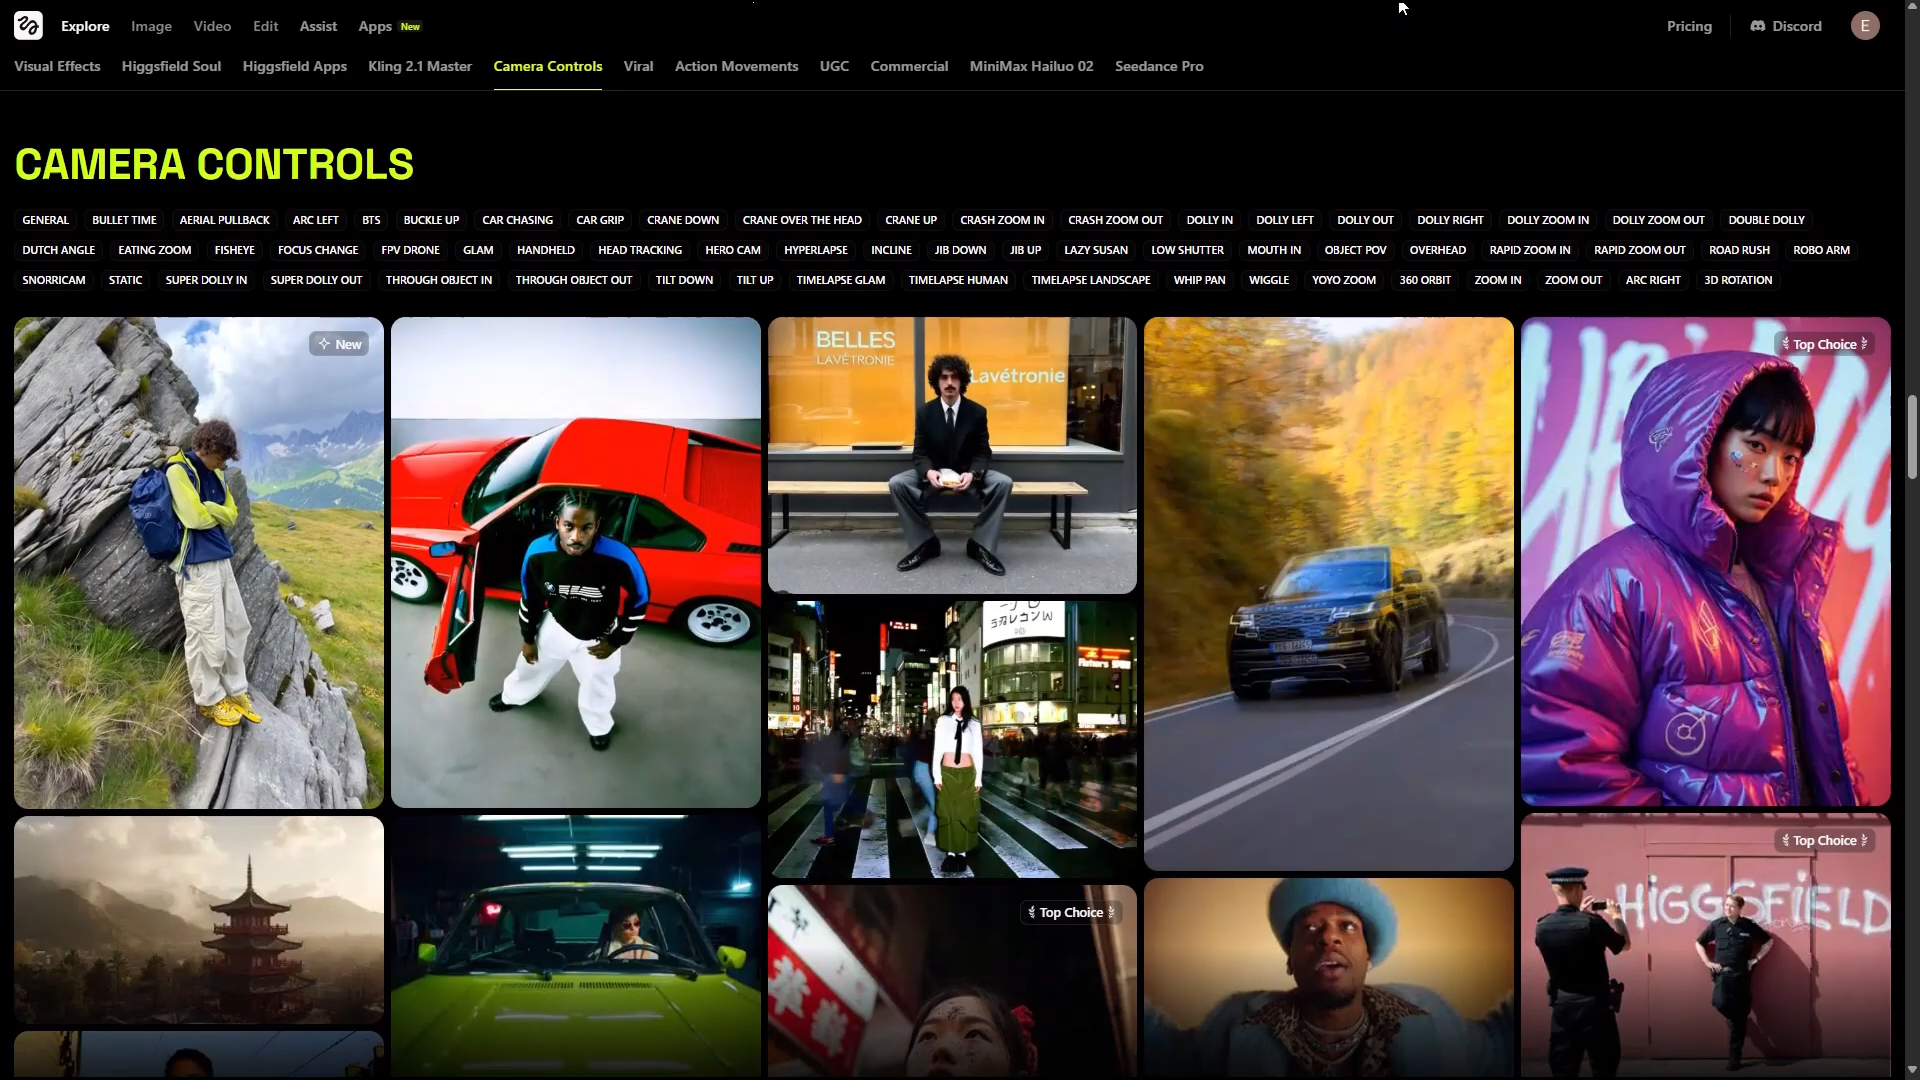 Explore Image Video Edit Assist Apps New Pricing Discord E
Visual Effects Higgsfield Soul Higgsfield Apps Kling 2.1 Master Camera Controls Viral Action Movements UGC Commercial MiniMax Hailuo 02 Seedance Pro
CAMERA CONTROLS
GENERAL BULLET TIME AERIAL PULLBACK ARC LEFT BTS BUCKLE UP CAR CHASING CAR GRIP CRANE DOWN CRANE OVER THE HEAD CRANE UP CRASH ZOOM IN CRASH ZOOM OUT DOLLY IN DOLLY LEFT DOLLY OUT DOLLY RIGHT DOLLY ZOOM IN DOLLY ZOOM OUT DOUBLE DOLLY
DUTCH ANGLE EATING ZOOM FISHEYE FOCUS CHANGE FPV DRONE GLAM HANDHELD HEAD TRACKING HERO CAM HYPERLAPSE INCLINE JIB DOWN JIB UP LAZY SUSAN LOW SHUTTER MOUTH IN OBJECT POV OVERHEAD RAPID ZOOM IN RAPID ZOOM OUT ROAD RUSH ROBO ARM
SNORRICAM STATIC SUPER DOLLY IN SUPER DOLLY OUT THROUGH OBJECT IN THROUGH OBJECT OUT TILT DOWN TILT UP TIMELAPSE GLAM TIMELAPSE HUMAN TIMELAPSE LANDSCAPE WHIP PAN WIGGLE YOYO ZOOM 360 ORBIT ZOOM IN ZOOM OUT ARC RIGHT 3D ROTATION
New
BELLES
LAVÉTRONIE
Lavétronie
Top Choice
Top Choice
HIGGSFIELD
Top Choice